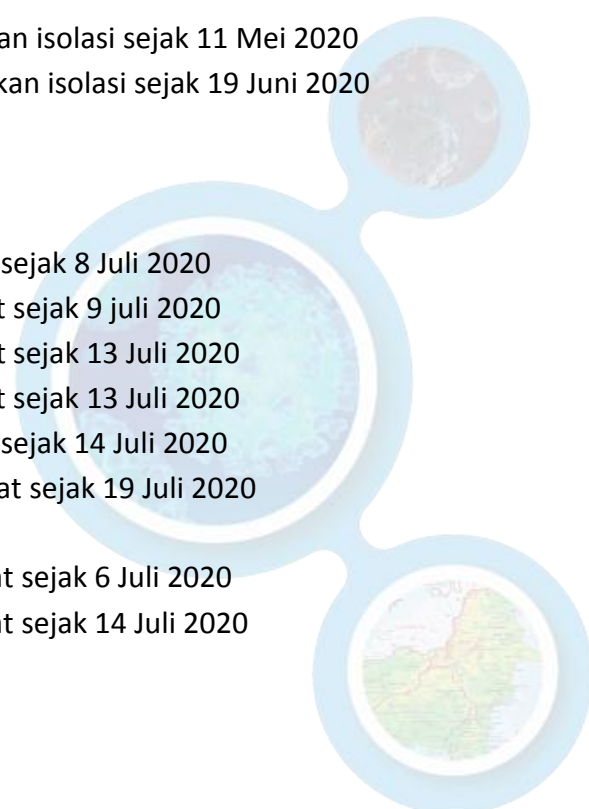 an isolasi sejak 11 Mei 2020
kan isolasi sejak 19 Juni 2020
sejak 8 Juli 2020
t sejak 9 juli 2020
t sejak 13 Juli 2020
t sejak 13 Juli 2020
sejak 14 Juli 2020
at sejak 19 Juli 2020
at sejak 6 Juli 2020
at sejak 14 Juli 2020